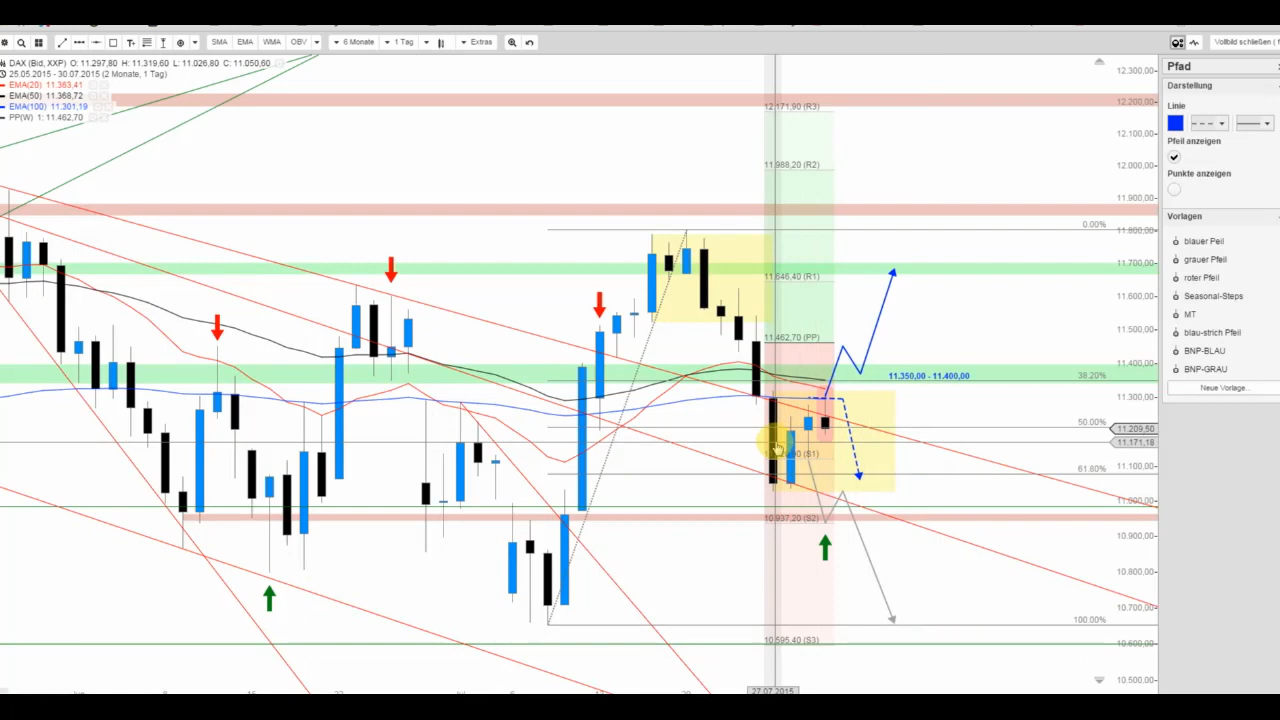 SMA EMA WMA OBV 6 Monate 1 Tag Extras Vollbild schließen ( f
DAX (Bid, XXP) O: 11.297,80 H: 11.319,60 L: 11.026,80 C: 11.050,60
25.05.2015 - 30.07.2015 (2 Monate, 1 Tag)
EMA(20) 11.363,41
EMA(50) 11.368,72
EMA(100) 11.301,19
PP(W) 1: 11.462,70
12.171,90 (R3)
11.988,20 (R2)
0.00%
11.646,40 (R1)
11.462,70 (PP)
11.350,00 - 11.400,00
38.20%
50.00%
(S1)
61.80%
10.937,20 (S2)
100.00%
10.595,40 (S3)
12.300,00
12.200,00
12.100,00
12.000,00
11.900,00
11.800,00
11.700,00
11.600,00
11.500,00
11.400,00
11.300,00
11.209,50
11.171,18
11.100,00
11.000,00
10.900,00
10.800,00
10.700,00
10.600,00
10.500,00
27.07.2015
Pfad
Darstellung
Linie
Pfeil anzeigen
Punkte anzeigen
Vorlagen
blauer Peil
grauer Pfeil
roter Pfeil
Seasonal-Steps
MT
blau-strich Pfeil
BNP-BLAU
BNP-GRAU
Neue Vorlage...